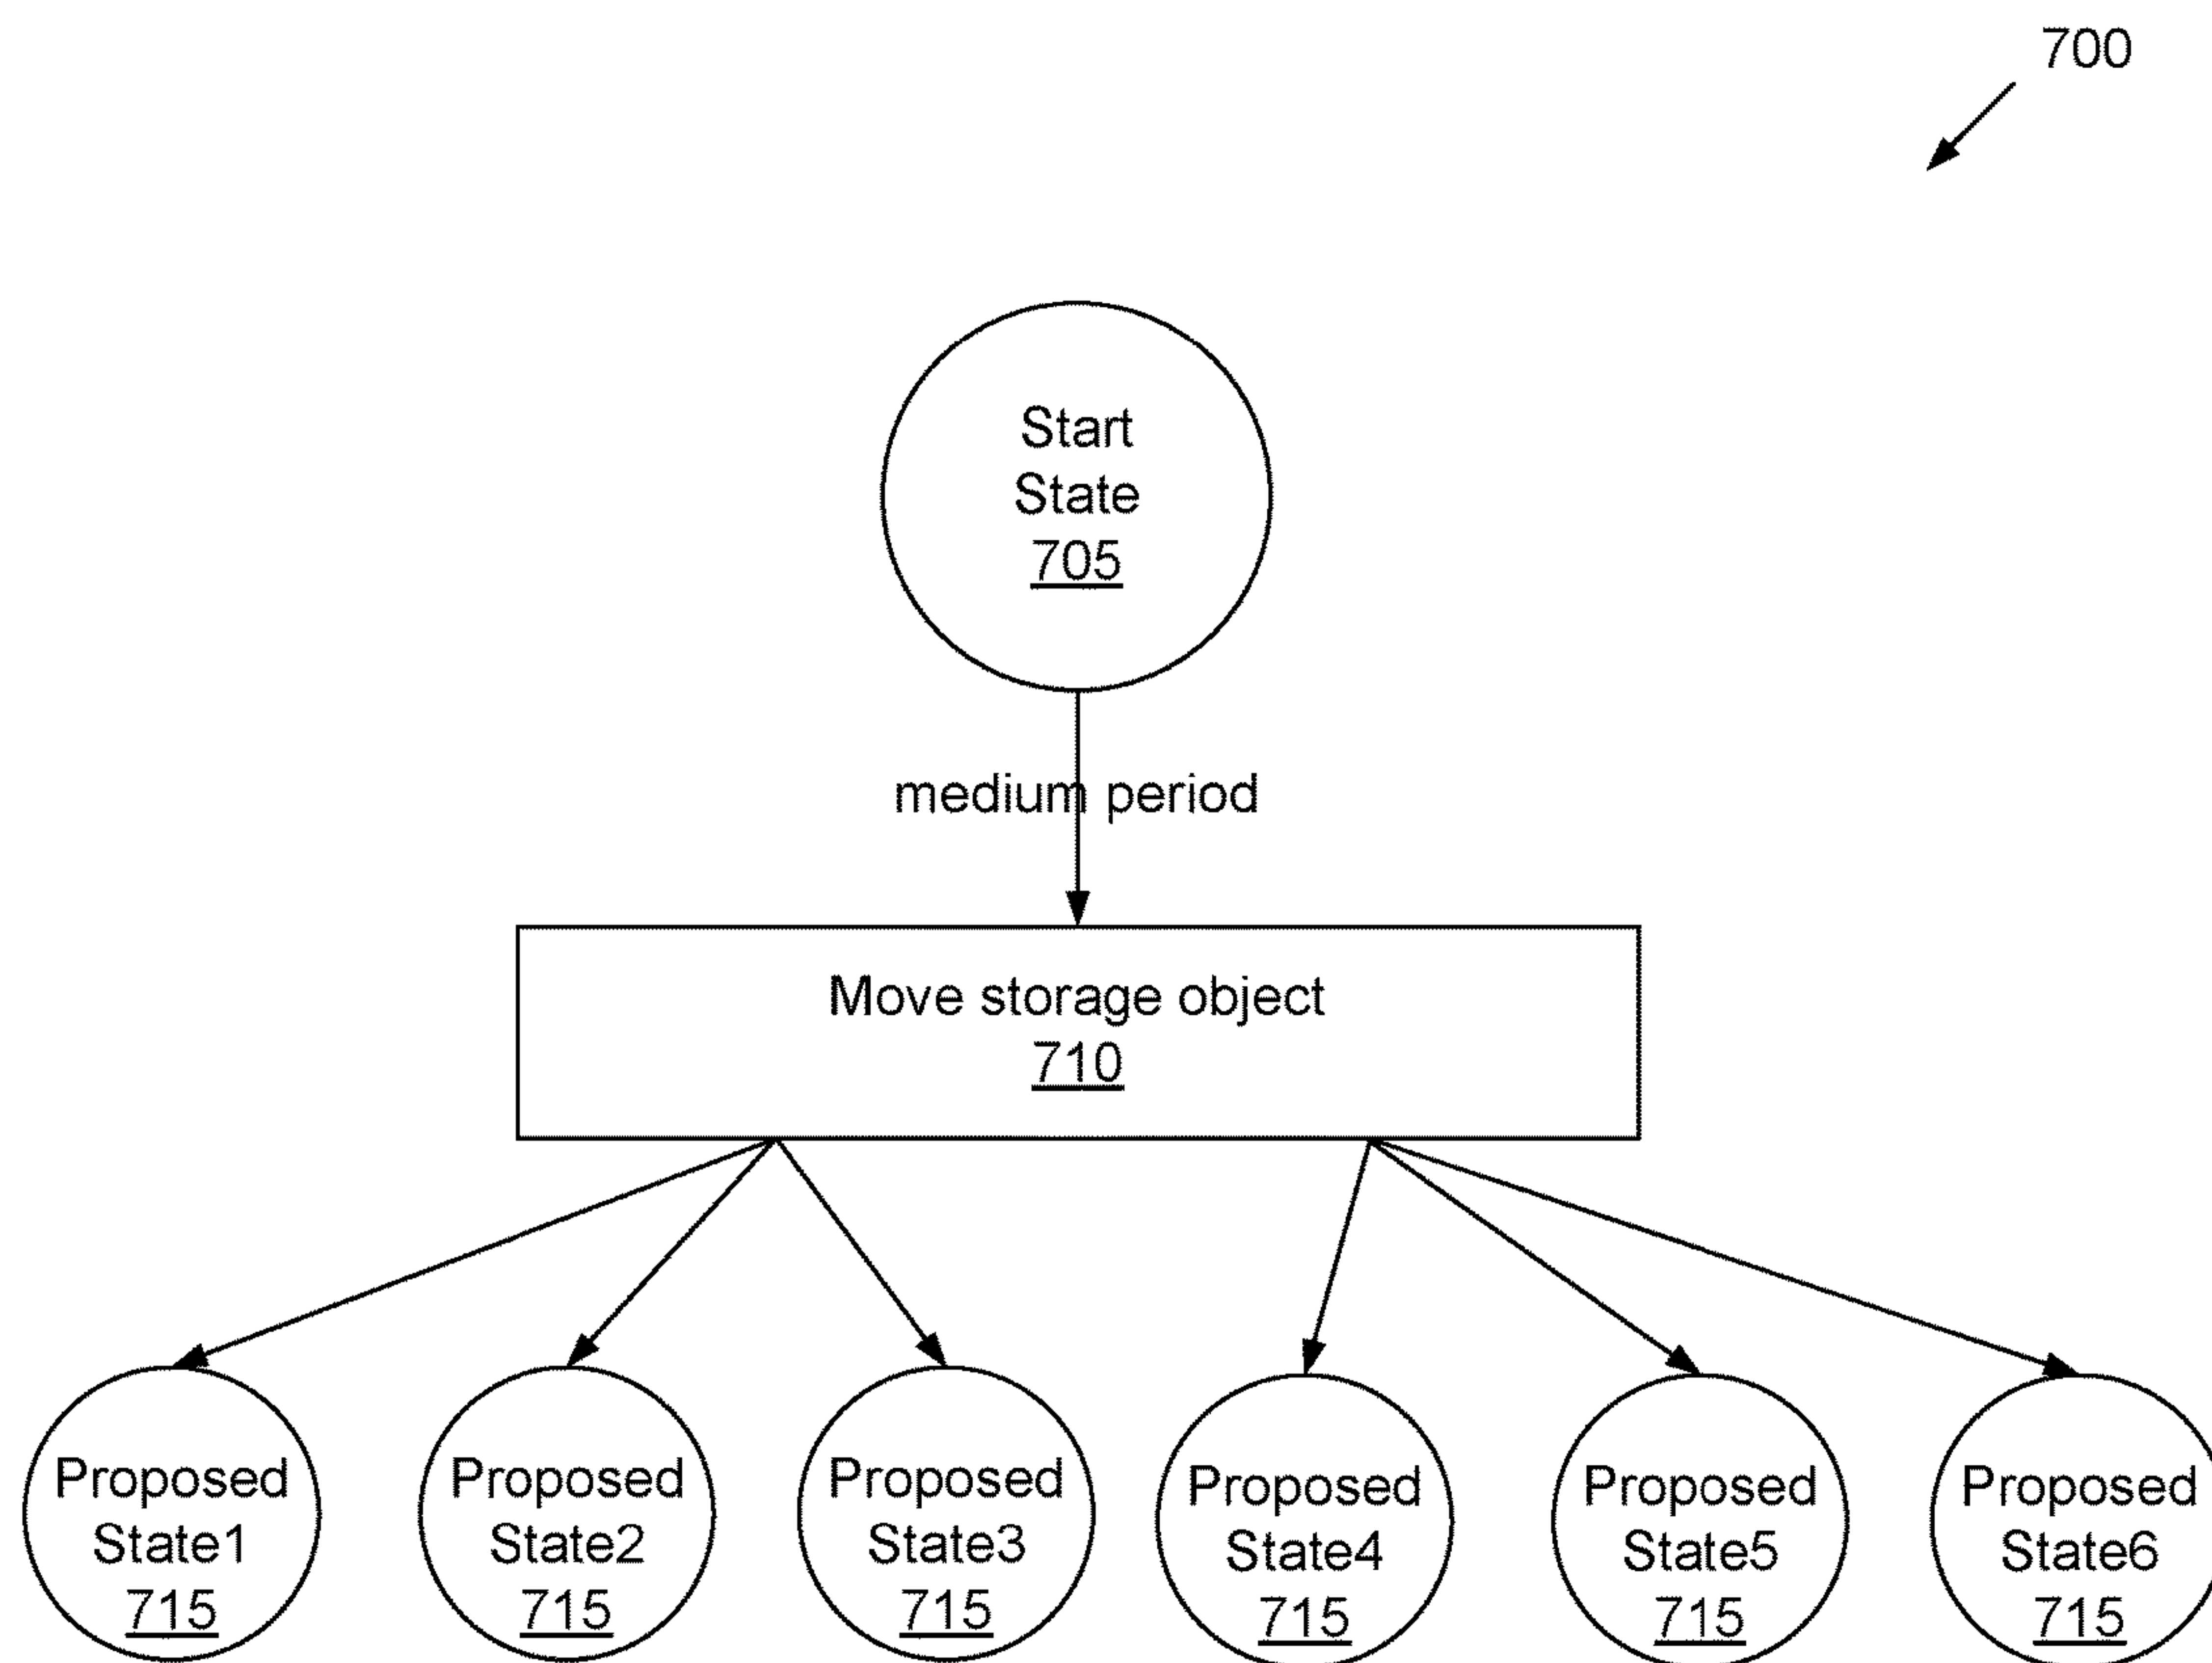 700
Start
State
705
medium period
Move storage object
710
Proposed
State1
715
Proposed
State2
715
Proposed
State3
715
Proposed
State4
715
Proposed
State5
715
Proposed
State6
715